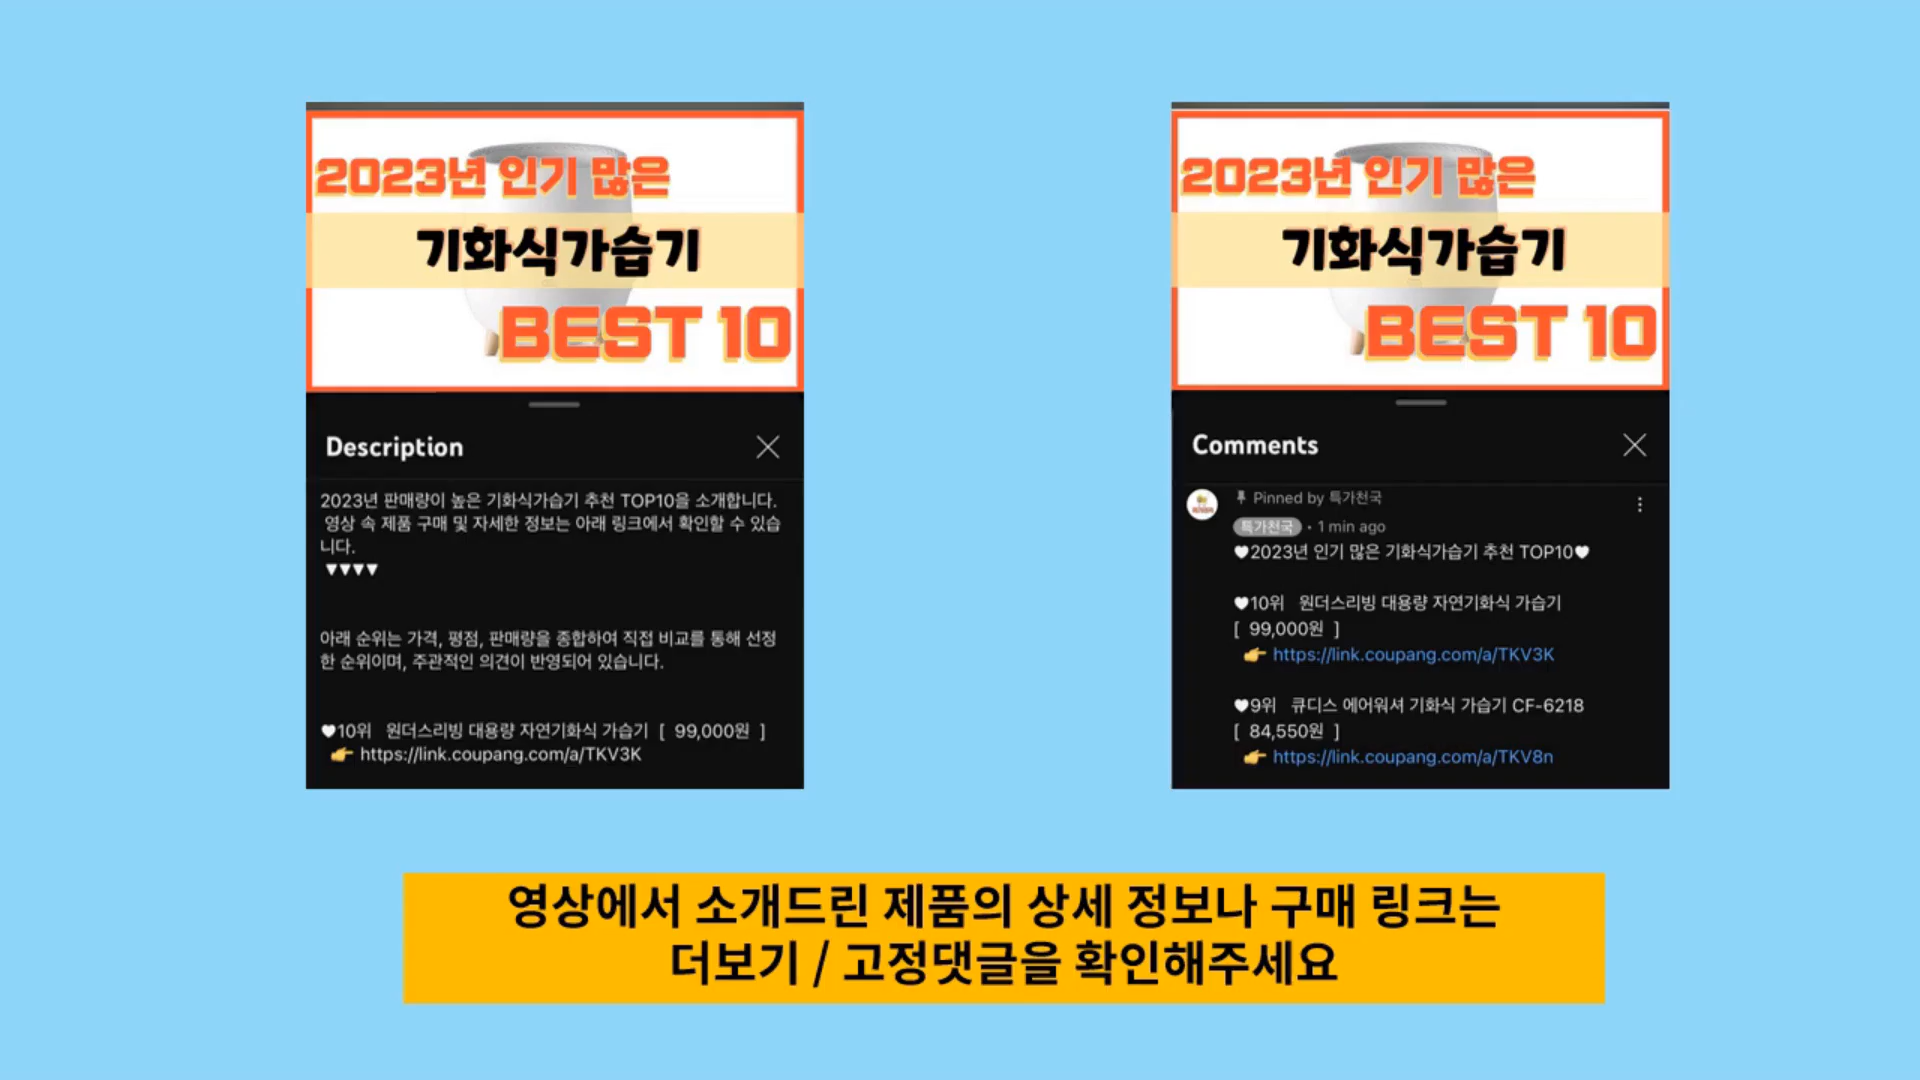 2023년 인기 많은
기화식가습기
BEST 10
Description
2023년 판매량이 높은 기화식가습기 추천 TOP10을 소개합니다.
영상 속 제품 구매 및 자세한 정보는 아래 링크에서 확인할 수 있습
니다.
▼▼▼▼
아래 순위는 가격, 평점, 판매량을 종합하여 직접 비교를 통해 선정
한 순위이며, 주관적인 의견이 반영되어 있습니다.
♥10위 원더스리빙 대용량 자연기화식 가습기 [ 99,000원 ]
👉 https://link.coupang.com/a/TKV3K
2023년 인기 많은
기화식가습기
BEST 10
Comments
Pinned by 특가천국
특가천국 • 1 min ago
♥2023년 인기 많은 기화식가습기 추천 TOP10♥
♥10위 원더스리빙 대용량 자연기화식 가습기
[ 99,000원 ]
👉 https://link.coupang.com/a/TKV3K
♥9위 큐디스 에어워셔 기화식 가습기 CF-6218
[ 84,550원 ]
👉 https://link.coupang.com/a/TKV8n
영상에서 소개드린 제품의 상세 정보나 구매 링크는
더보기 / 고정댓글을 확인해주세요